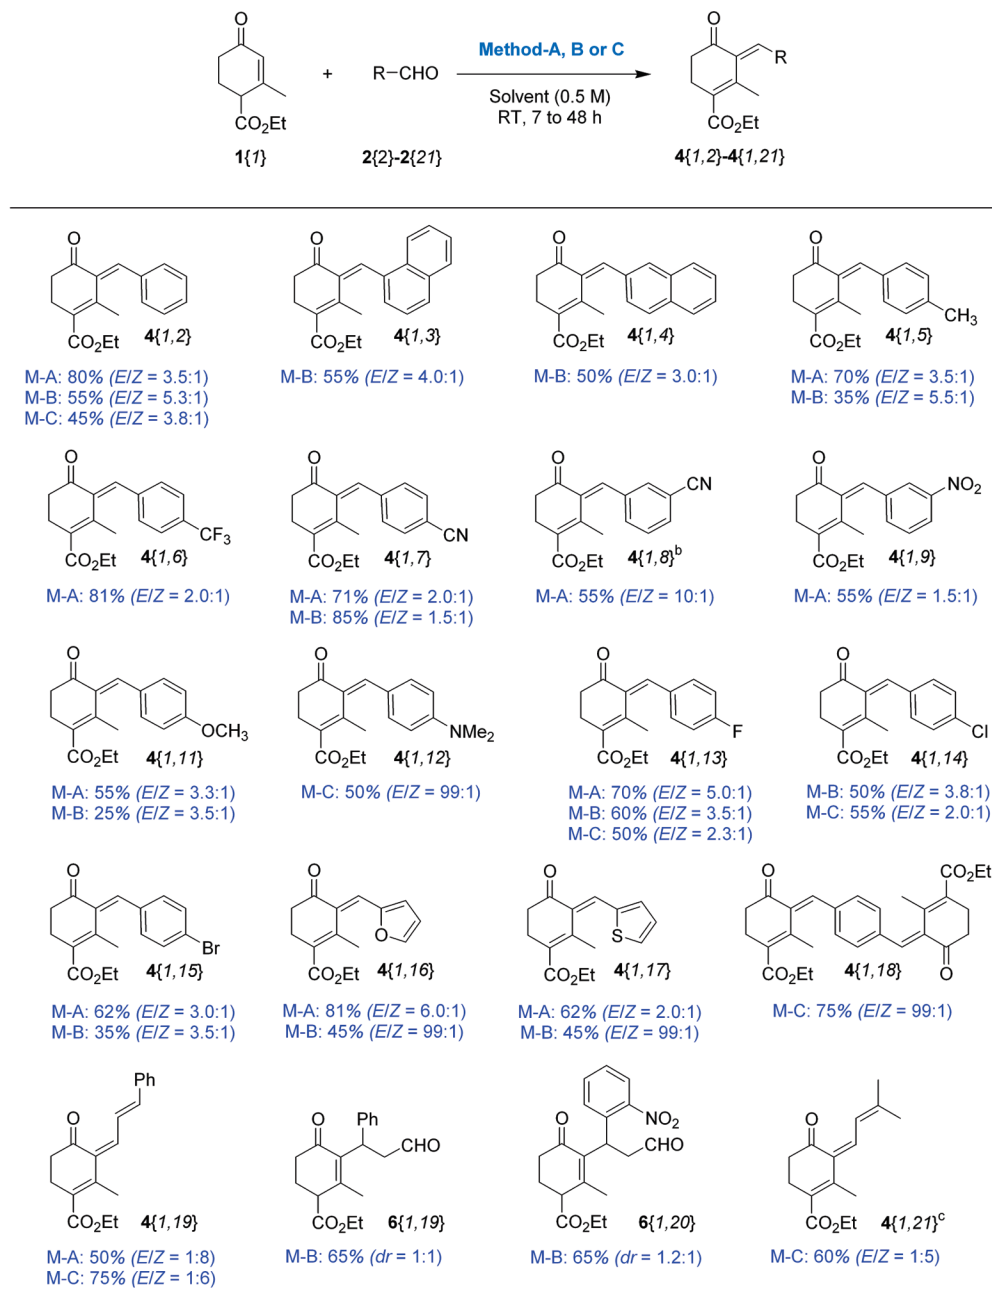 O
CO2Et
1{1}
+
R–CHO
2{2}-2{21}
Method-A, B or C
Solvent (0.5 M)
RT, 7 to 48 h
O
R
CO2Et
4{1,2}-4{1,21}
O
CO2Et
4{1,2}
M-A: 80% (E/Z = 3.5:1)
M-B: 55% (E/Z = 5.3:1)
M-C: 45% (E/Z = 3.8:1)
O
CO2Et
4{1,3}
M-B: 55% (E/Z = 4.0:1)
O
CO2Et
4{1,4}
M-B: 50% (E/Z = 3.0:1)
O
CH3
CO2Et
4{1,5}
M-A: 70% (E/Z = 3.5:1)
M-B: 35% (E/Z = 5.5:1)
O
CF3
CO2Et
4{1,6}
M-A: 81% (E/Z = 2.0:1)
O
CN
CO2Et
4{1,7}
M-A: 71% (E/Z = 2.0:1)
M-B: 85% (E/Z = 1.5:1)
O
CN
CO2Et
4{1,8}b
M-A: 55% (E/Z = 10:1)
O
NO2
CO2Et
4{1,9}
M-A: 55% (E/Z = 1.5:1)
O
OCH3
CO2Et
4{1,11}
M-A: 55% (E/Z = 3.3:1)
M-B: 25% (E/Z = 3.5:1)
O
NMe2
CO2Et
4{1,12}
M-C: 50% (E/Z = 99:1)
O
F
CO2Et
4{1,13}
M-A: 70% (E/Z = 5.0:1)
M-B: 60% (E/Z = 3.5:1)
M-C: 50% (E/Z = 2.3:1)
O
Cl
CO2Et
4{1,14}
M-B: 50% (E/Z = 3.8:1)
M-C: 55% (E/Z = 2.0:1)
O
Br
CO2Et
4{1,15}
M-A: 62% (E/Z = 3.0:1)
M-B: 35% (E/Z = 3.5:1)
O
O
CO2Et
4{1,16}
M-A: 81% (E/Z = 6.0:1)
M-B: 45% (E/Z = 99:1)
O
S
CO2Et
4{1,17}
M-A: 62% (E/Z = 2.0:1)
M-B: 45% (E/Z = 99:1)
O
CO2Et
CO2Et
O
4{1,18}
M-C: 75% (E/Z = 99:1)
Ph
O
CO2Et
4{1,19}
M-A: 50% (E/Z = 1:8)
M-C: 75% (E/Z = 1:6)
O
Ph
CHO
CO2Et
6{1,19}
M-B: 65% (dr = 1:1)
NO2
O
CHO
CO2Et
6{1,20}
M-B: 65% (dr = 1.2:1)
O
CO2Et
4{1,21}c
M-C: 60% (E/Z = 1:5)